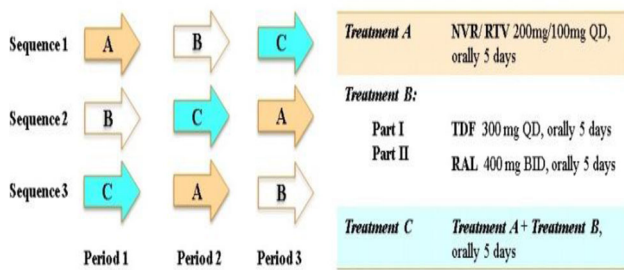 Sequence 1 A B C
Sequence 2 B C A
Sequence 3 C A B
Period 1 Period 2 Period 3
Treatment A NVR/ RTV 200mg/100mg QD,
orally 5 days
Treatment B:
Part I TDF 300 mg QD, orally 5 days
Part II RAL 400 mg BID, orally 5 days
Treatment C Treatment A + Treatment B,
orally 5 days